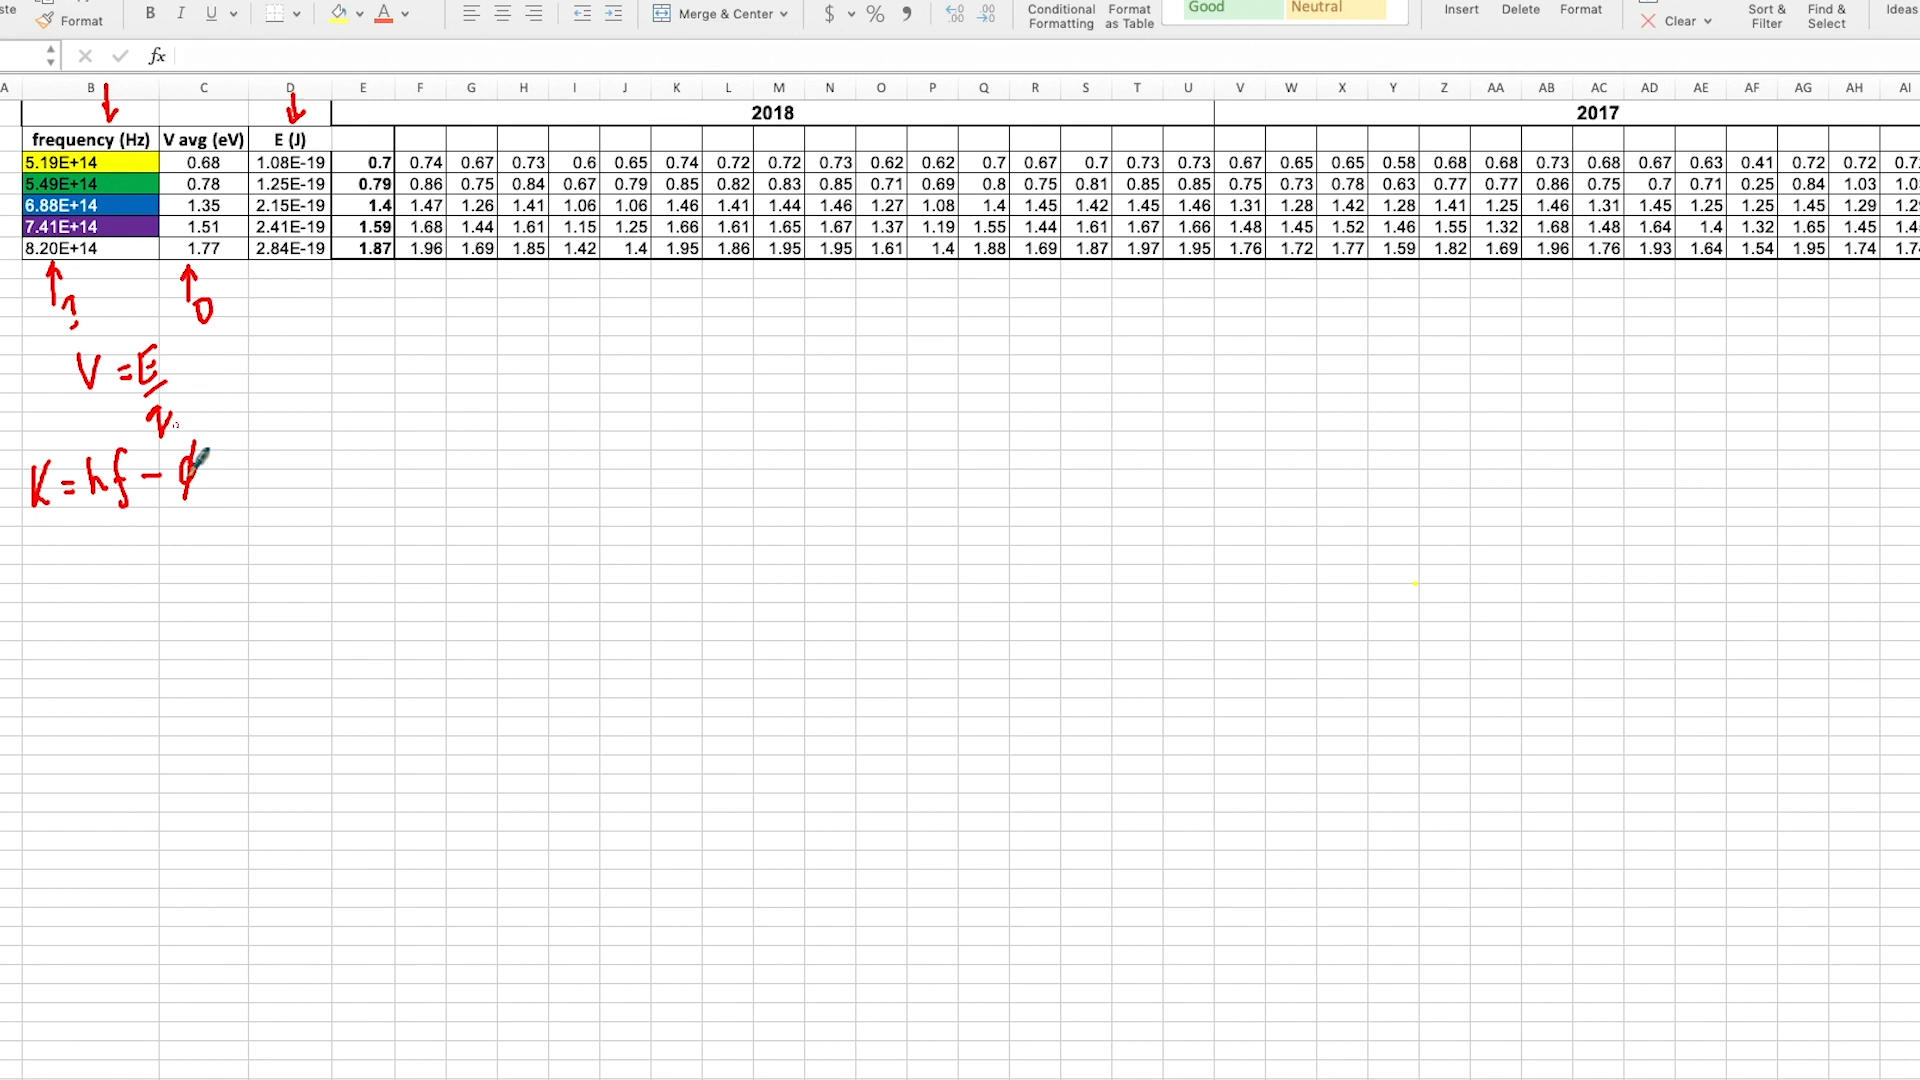 Format B I U Merge & Center $ % 9 Conditional Formatting Format as Table Good Neutral Insert Delete Format Clear Sort & Filter Find & Select Ideas
fx
A B C D E F G H I J K L M N O P Q R S T U V W X Y Z AA AB AC AD AE AF AG AH AI
2018 2017
frequency (Hz) V avg (eV) E (J)
5.19E+14 0.68 1.08E-19 0.7 0.74 0.67 0.73 0.6 0.65 0.74 0.72 0.72 0.73 0.62 0.62 0.7 0.67 0.7 0.73 0.73 0.67 0.65 0.65 0.58 0.68 0.68 0.73 0.68 0.67 0.63 0.41 0.72 0.72
5.49E+14 0.78 1.25E-19 0.79 0.86 0.75 0.84 0.67 0.79 0.85 0.82 0.83 0.85 0.71 0.69 0.8 0.75 0.81 0.85 0.85 0.75 0.73 0.78 0.63 0.77 0.77 0.86 0.75 0.7 0.71 0.25 0.84 1.03
6.88E+14 1.35 2.15E-19 1.4 1.47 1.26 1.41 1.06 1.06 1.46 1.41 1.44 1.46 1.27 1.08 1.4 1.45 1.42 1.45 1.46 1.31 1.28 1.42 1.28 1.41 1.25 1.46 1.31 1.45 1.25 1.25 1.45 1.29
7.41E+14 1.51 2.41E-19 1.59 1.68 1.44 1.61 1.15 1.25 1.66 1.61 1.65 1.67 1.37 1.19 1.55 1.44 1.61 1.67 1.66 1.48 1.45 1.52 1.46 1.55 1.32 1.68 1.48 1.64 1.4 1.32 1.65 1.45
8.20E+14 1.77 2.84E-19 1.87 1.96 1.69 1.85 1.42 1.4 1.95 1.86 1.95 1.95 1.61 1.4 1.88 1.69 1.87 1.97 1.95 1.76 1.72 1.77 1.59 1.82 1.69 1.96 1.76 1.93 1.64 1.54 1.95 1.74
? 0
V = E
q
K = hf - ϕ